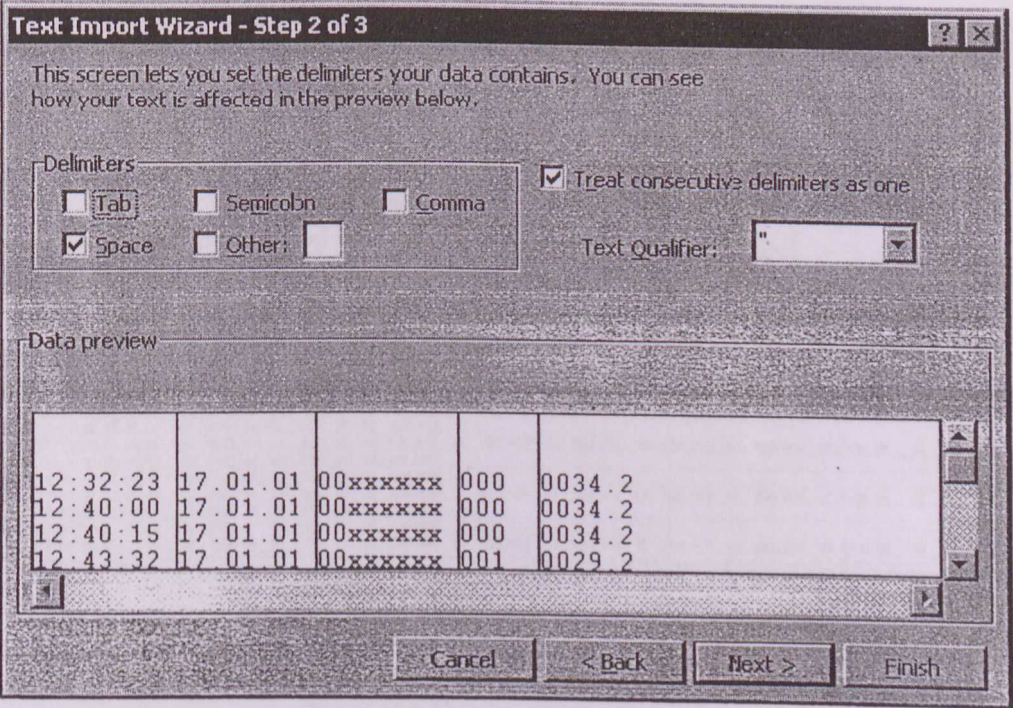 Text Import Wizard - Step 2 of 3
? ×
This screen lets you set the delimiters your data contains. You can see
how your text is affected in the preview below.
Delimiters
Tab Semicolon Comma
Space Other:
Treat consecutive delimiters as one
Text Qualifier: "
Data preview
12:32:23 17.01.01 00xxxxxx 000 0034.2
12:40:00 17.01.01 00xxxxxx 000 0034.2
12:40:15 17.01.01 00xxxxxx 000 0034.2
12:43:32 17.01.01 00xxxxxx 001 0029.2
Cancel < Back Next > Finish